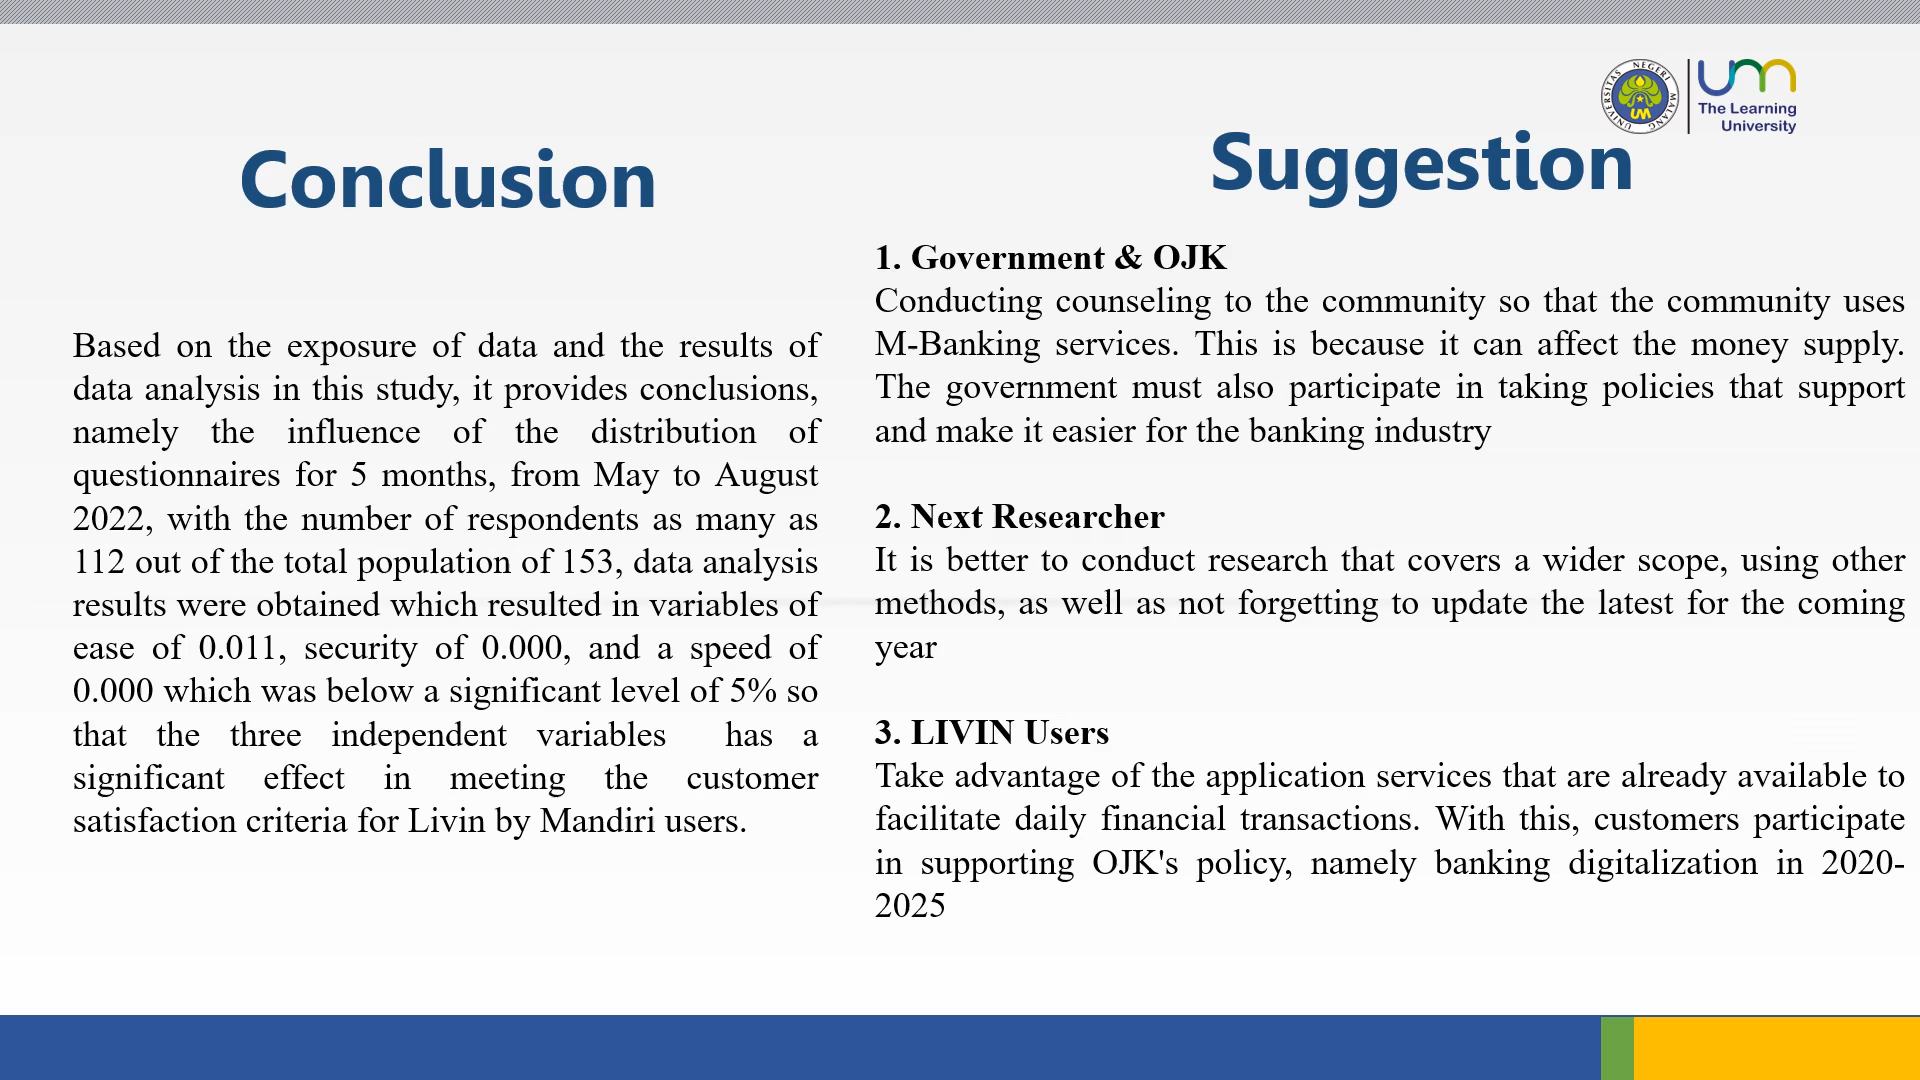 UNIVERSITAS NEGERI MALANG
UM
um
The Learning
University
Conclusion
Based on the exposure of data and the results of
data analysis in this study, it provides conclusions,
namely the influence of the distribution of
questionnaires for 5 months, from May to August
2022, with the number of respondents as many as
112 out of the total population of 153, data analysis
results were obtained which resulted in variables of
ease of 0.011, security of 0.000, and a speed of
0.000 which was below a significant level of 5% so
that the three independent variables has a
significant effect in meeting the customer
satisfaction criteria for Livin by Mandiri users.
Suggestion
1. Government & OJK
Conducting counseling to the community so that the community uses
M-Banking services. This is because it can affect the money supply.
The government must also participate in taking policies that support
and make it easier for the banking industry
2. Next Researcher
It is better to conduct research that covers a wider scope, using other
methods, as well as not forgetting to update the latest for the coming
year
3. LIVIN Users
Take advantage of the application services that are already available to
facilitate daily financial transactions. With this, customers participate
in supporting OJK's policy, namely banking digitalization in 2020-
2025